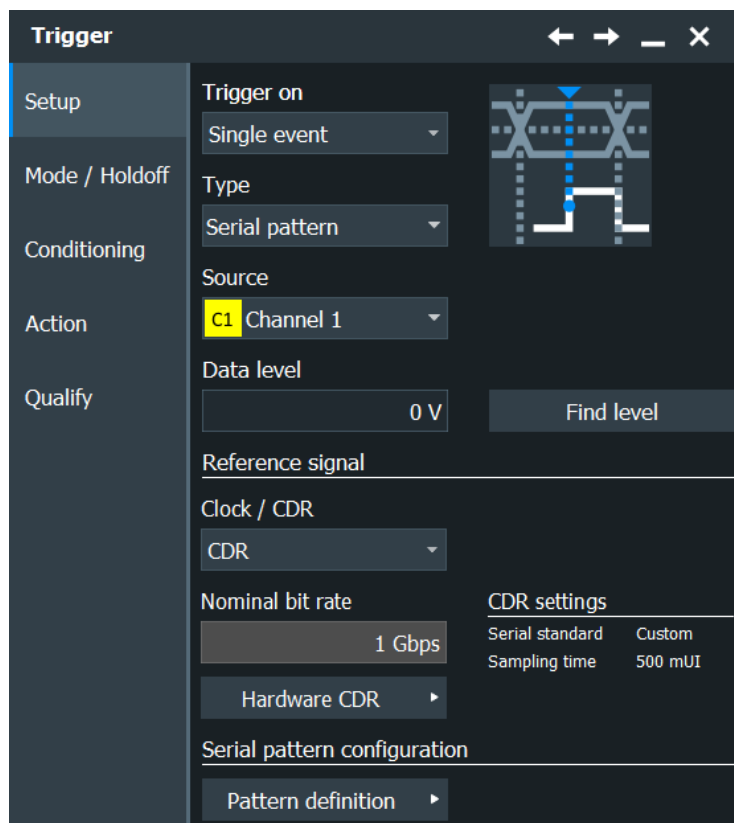 Trigger
Setup
Mode / Holdoff
Conditioning
Action
Qualify
Trigger on
Single event
Type
Serial pattern
Source
C1 Channel 1
Data level
0 V
Find level
Reference signal
Clock / CDR
CDR
Nominal bit rate
1 Gbps
Hardware CDR
CDR settings
Serial standard Custom
Sampling time 500 mUI
Serial pattern configuration
Pattern definition